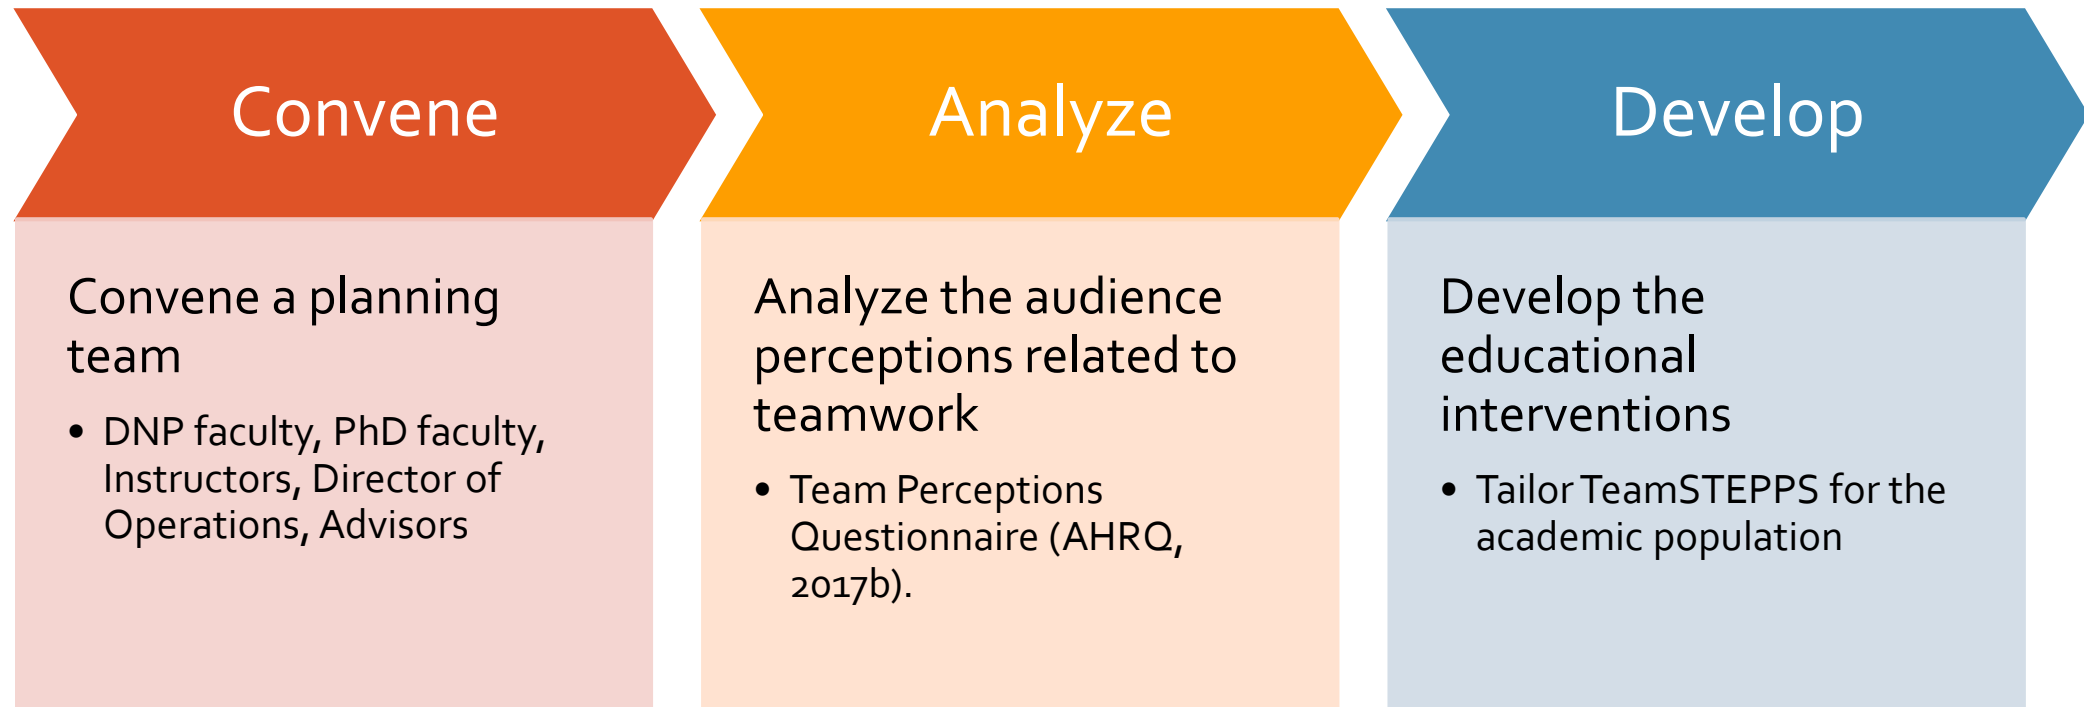 Convene
Convene a planning
team
• DNP faculty, PhD faculty,
Instructors, Director of
Operations, Advisors
Analyze
Analyze the audience
perceptions related to
teamwork
• Team Perceptions
Questionnaire (AHRQ,
2017b).
Develop
Develop the
educational
interventions
• Tailor TeamSTEPPS for the
academic population